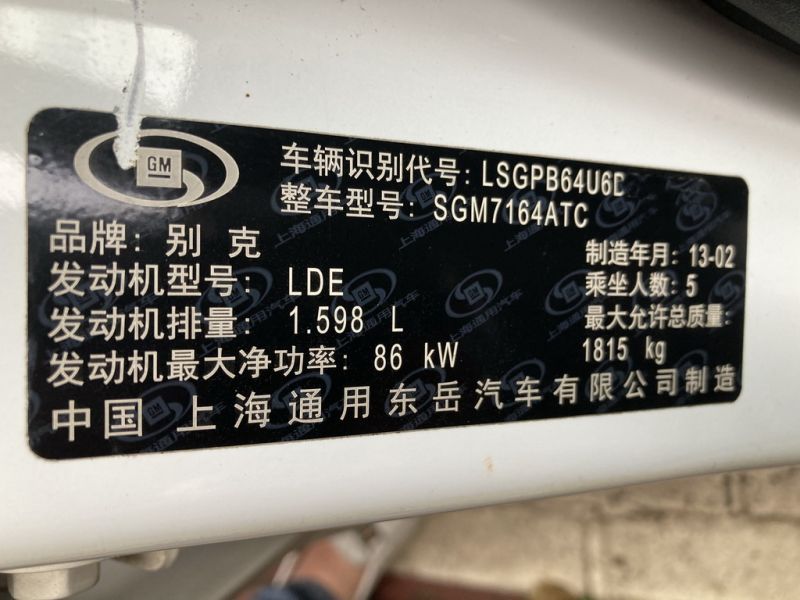 GM
车辆识别代号: LSGPB64U6D
整车型号: SGM7164ATC
品牌: 别克
制造年月: 13-02
发动机型号: LDE
乘坐人数: 5
发动机排量: 1.598 L
最大允许总质量:
1815 kg
发动机最大净功率: 86 kW
中国 上海通用东岳汽车有限公司制造